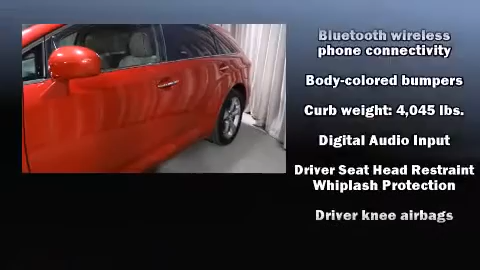 Bluetooth wireless
phone connectivity
Body-colored bumpers
Curb weight: 4,045 lbs.
Digital Audio Input
Driver Seat Head Restraint
Whiplash Protection
Driver knee airbags